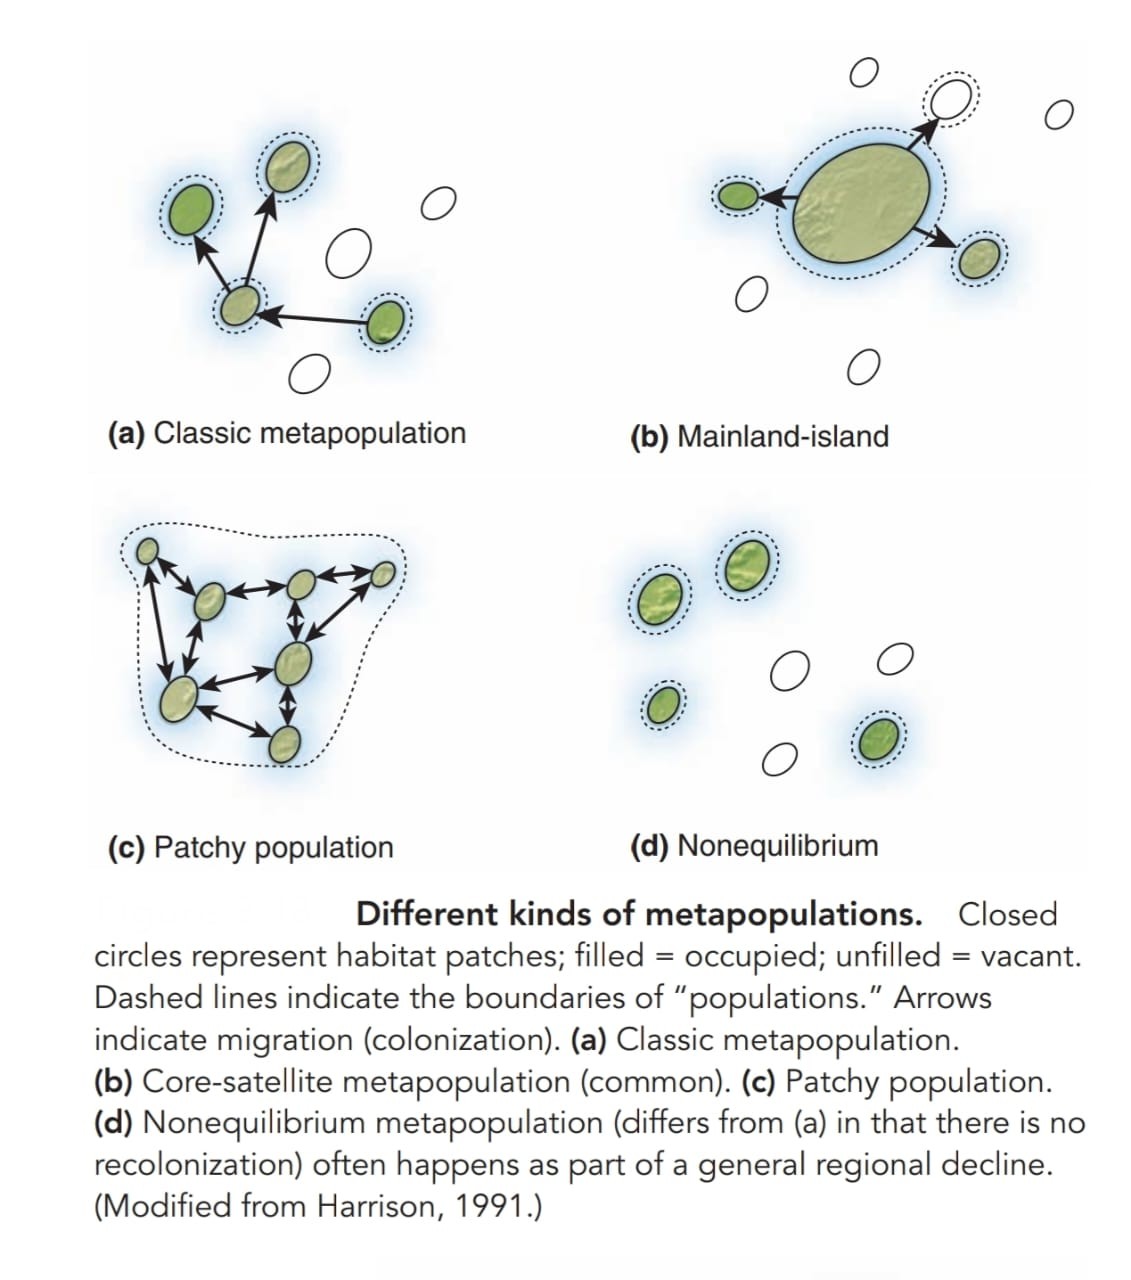 (a) Classic metapopulation
(b) Mainland-island
(c) Patchy population
(d) Nonequilibrium
Different kinds of metapopulations. Closed
circles represent habitat patches; filled = occupied; unfilled = vacant.
Dashed lines indicate the boundaries of “populations.” Arrows
indicate migration (colonization). (a) Classic metapopulation.
(b) Core-satellite metapopulation (common). (c) Patchy population.
(d) Nonequilibrium metapopulation (differs from (a) in that there is no
recolonization) often happens as part of a general regional decline.
(Modified from Harrison, 1991.)